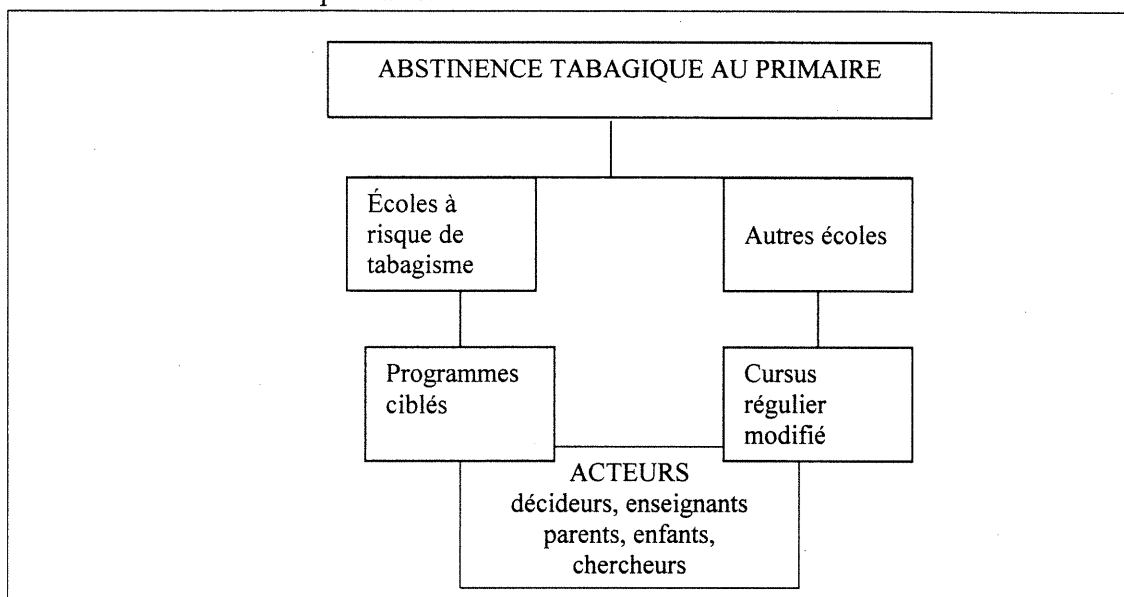 ABSTINENCE TABAGIQUE AU PRIMAIRE
Écoles à
risque de
tabagisme
Autres écoles
Programmes
ciblés
Cursus
régulier
modifié
ACTEURS
décideurs, enseignants
parents, enfants,
chercheurs